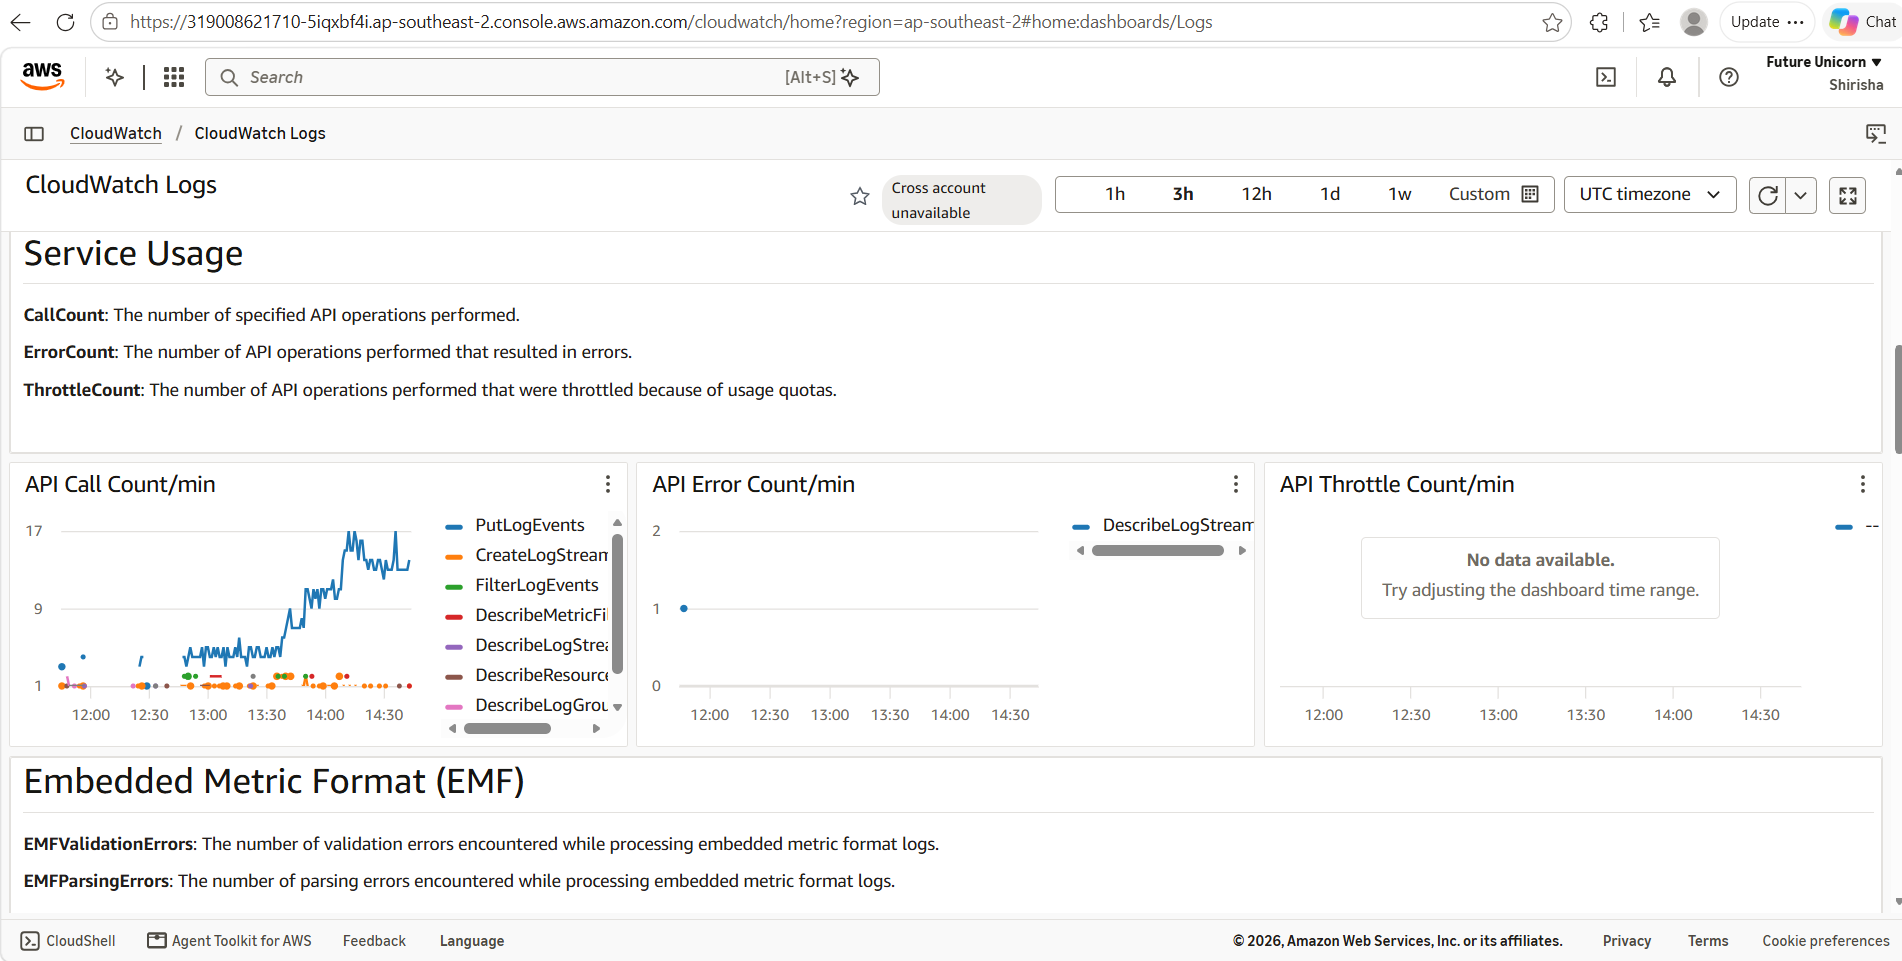 https://319008621710-5iqxbf4i.ap-southeast-2.console.aws.amazon.com/cloudwatch/home?region=ap-southeast-2#home:dashboards/Logs
Update
Chat
aws
Search
[Alt+S]
Future Unicorn
Shirisha
CloudWatch / CloudWatch Logs
CloudWatch Logs
Cross account
unavailable
1h 3h 12h 1d 1w Custom
UTC timezone
Service Usage
CallCount: The number of specified API operations performed.
ErrorCount: The number of API operations performed that resulted in errors.
ThrottleCount: The number of API operations performed that were throttled because of usage quotas.
API Call Count/min
17
9
1
12:00 12:30 13:00 13:30 14:00 14:30
PutLogEvents
CreateLogStream
FilterLogEvents
DescribeMetricFi
DescribeLogStrea
DescribeResource
DescribeLogGrou
API Error Count/min
2
1
0
12:00 12:30 13:00 13:30 14:00 14:30
DescribeLogStream
API Throttle Count/min
--
No data available.
Try adjusting the dashboard time range.
12:00 12:30 13:00 13:30 14:00 14:30
Embedded Metric Format (EMF)
EMFValidationErrors: The number of validation errors encountered while processing embedded metric format logs.
EMFParsingErrors: The number of parsing errors encountered while processing embedded metric format logs.
CloudShell
Agent Toolkit for AWS
Feedback
Language
© 2026, Amazon Web Services, Inc. or its affiliates.
Privacy
Terms
Cookie preferences